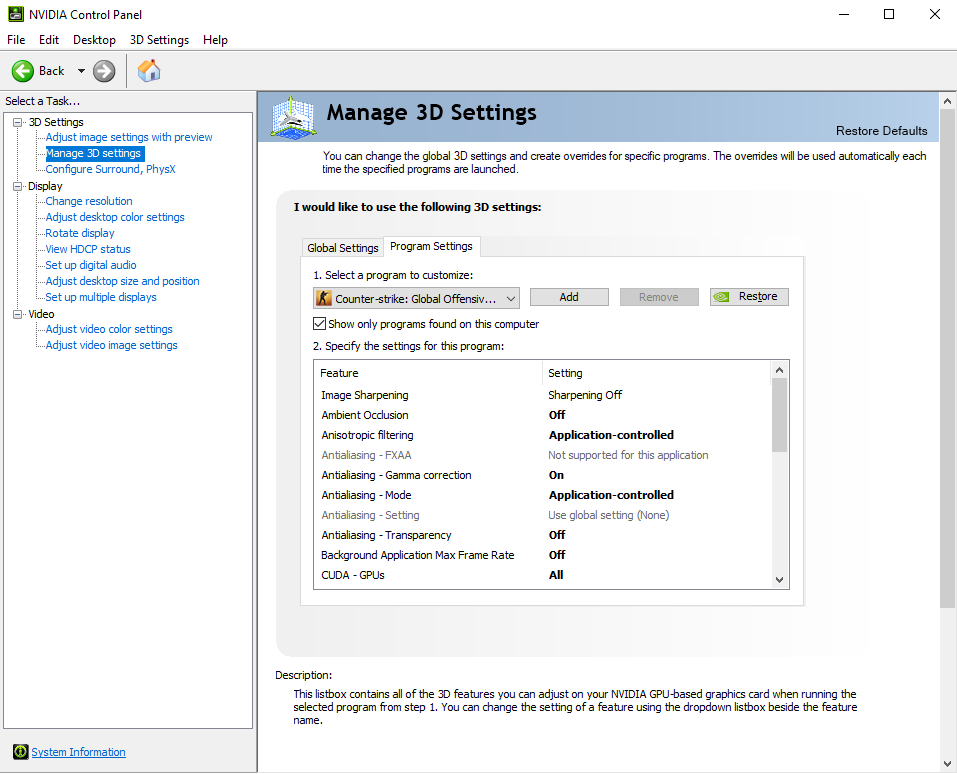 NVIDIA Control Panel
File Edit Desktop 3D Settings Help
Back
Select a Task...
3D Settings
Adjust image settings with preview
Manage 3D settings
Configure Surround, PhysX
Display
Change resolution
Adjust desktop color settings
Rotate display
View HDCP status
Set up digital audio
Adjust desktop size and position
Set up multiple displays
Video
Adjust video color settings
Adjust video image settings
System Information
Manage 3D Settings
Restore Defaults
You can change the global 3D settings and create overrides for specific programs. The overrides will be used automatically each
time the specified programs are launched.
I would like to use the following 3D settings:
Global Settings Program Settings
1. Select a program to customize:
Counter-strike: Global Offensiv... Add Remove Restore
Show only programs found on this computer
2. Specify the settings for this program:
Feature Setting
Image Sharpening Sharpening Off
Ambient Occlusion Off
Anisotropic filtering Application-controlled
Antialiasing - FXAA Not supported for this application
Antialiasing - Gamma correction On
Antialiasing - Mode Application-controlled
Antialiasing - Setting Use global setting (None)
Antialiasing - Transparency Off
Background Application Max Frame Rate Off
CUDA - GPUs All
Description:
This listbox contains all of the 3D features you can adjust on your NVIDIA GPU-based graphics card when running the
selected program from step 1. You can change the setting of a feature using the dropdown listbox beside the feature
name.